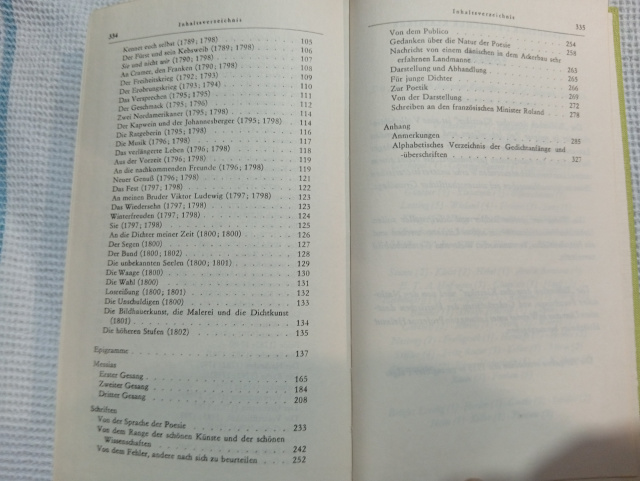 334 Inhaltsverzeichnis
Kennet euch selbst (1789; 1798) 105
Der Fürst und sein Kebsweib (1789; 1798) 106
Sie und nicht wir (1790; 1798) 107
An Cramer, den Franken (1790; 1798) 108
Der Freiheitskrieg (1792; 1798) 109
Der Eroberungskrieg (1793; 1798) 110
Das Versprechen (1795; 1798) 111
Der Geschmack (1795; 1796) 112
Zwei Nordamerikaner (1795; 1798) 114
Der Kapwein und der Johannesberger (1795; 1798) 114
Die Ratgeberin (1795; 1798) 116
Die Musik (1796; 1798) 117
Das verlängerte Leben (1796; 1798) 118
Aus der Vorzeit (1796; 1798) 119
An die nachkommenden Freunde (1796; 1798) 119
Neuer Genuß (1796; 1798) 121
Das Fest (1797; 1798) 122
An meinen Bruder Viktor Ludewig (1797; 1798) 123
Das Wiedersehn (1797; 1798) 123
Winterfreuden (1797; 1798) 124
Sie (1797; 1798) 125
An die Dichter meiner Zeit (1800; 1800) 126
Der Segen (1800) 127
Der Bund (1800; 1802) 128
Die unbekannten Seelen (1800; 1801) 129
Die Waage (1800) 130
Die Wahl (1800) 131
Losreißung (1800; 1801) 132
Die Unschuldigen (1800) 133
Die Bildhauerkunst, die Malerei und die Dichtkunst
(1801) 134
Die höheren Stufen (1802) 135
Epigramme 137
Messias
Erster Gesang 165
Zweiter Gesang 184
Dritter Gesang 208
Schriften
Von der Sprache der Poesie 233
Von dem Range der schönen Künste und der schönen
Wissenschaften 242
Von dem Fehler, andere nach sich zu beurteilen 252
Inhaltsverzeichnis 335
Von dem Publico
Gedanken über die Natur der Poesie 254
Nachricht von einem dänischen in dem Ackerbau sehr 258
erfahrenen Landmanne
Darstellung und Abhandlung 265
Für junge Dichter 265
Zur Poetik 266
Von der Darstellung 269
Schreiben an den französischen Minister Roland 272
278
Anhang
Anmerkungen 285
Alphabetisches Verzeichnis der Gedichtanfänge und
-überschriften 327